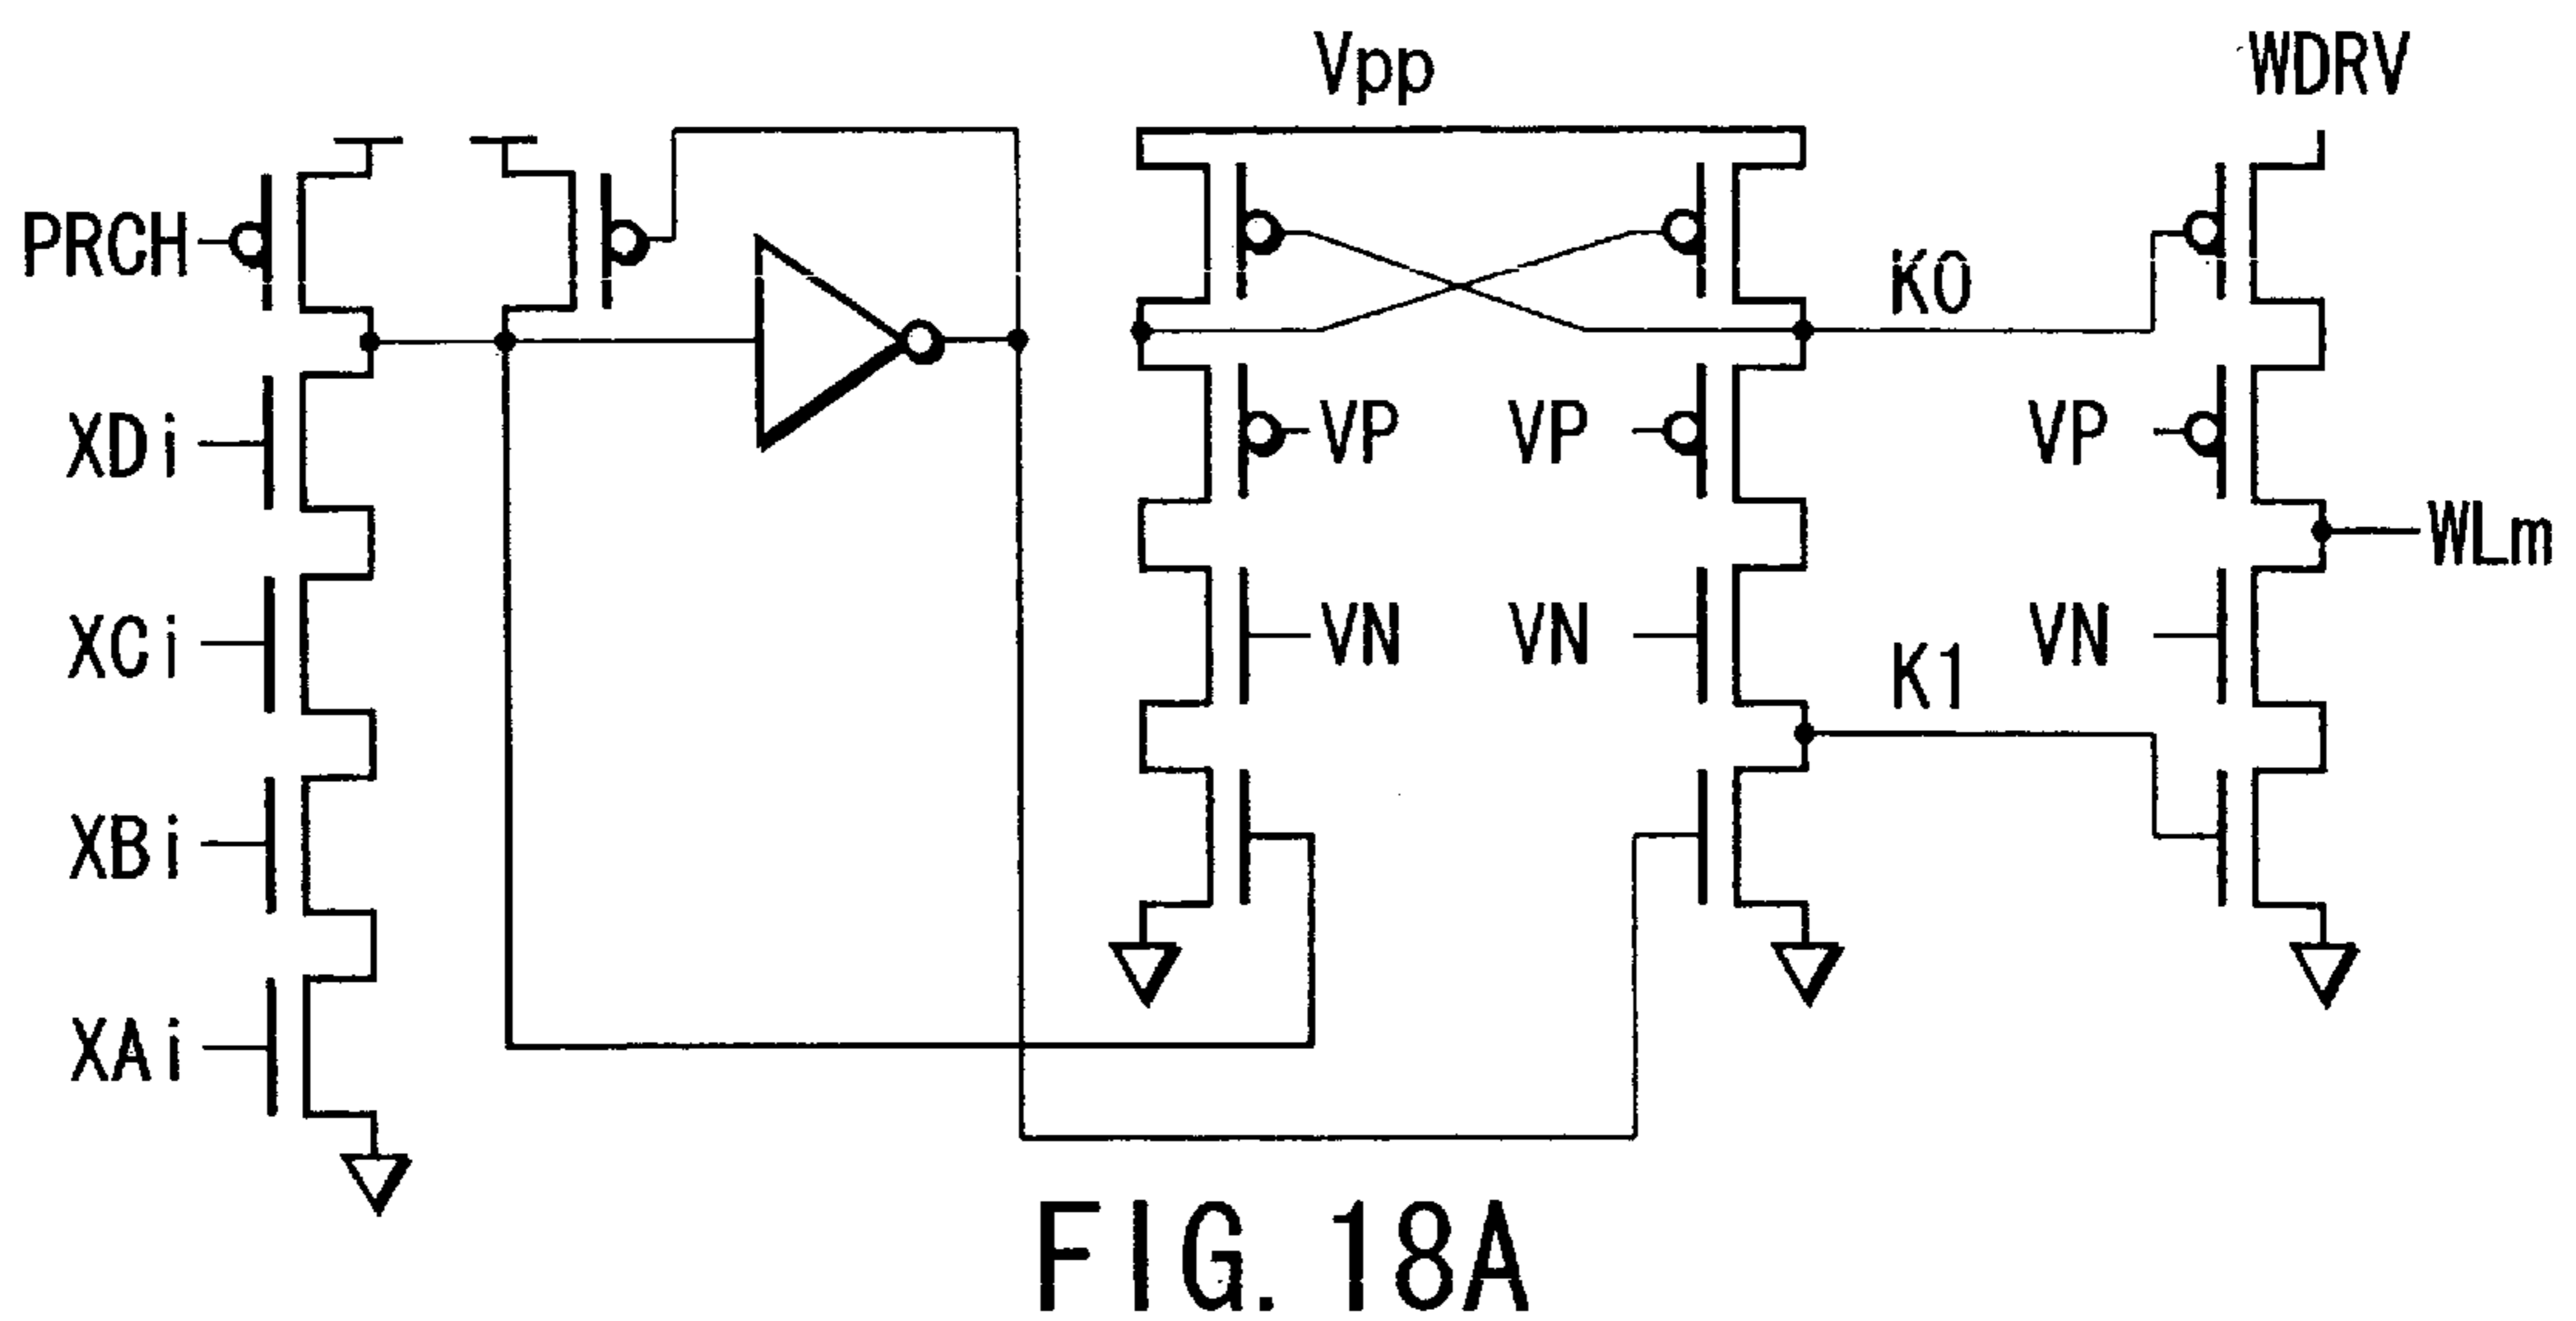 Vpp
WDRV
PRCH
K0
XDi
VP
VP
VP
WLm
XCi
VN
VN
VN
K1
XBi
XAi
FIG. 18A